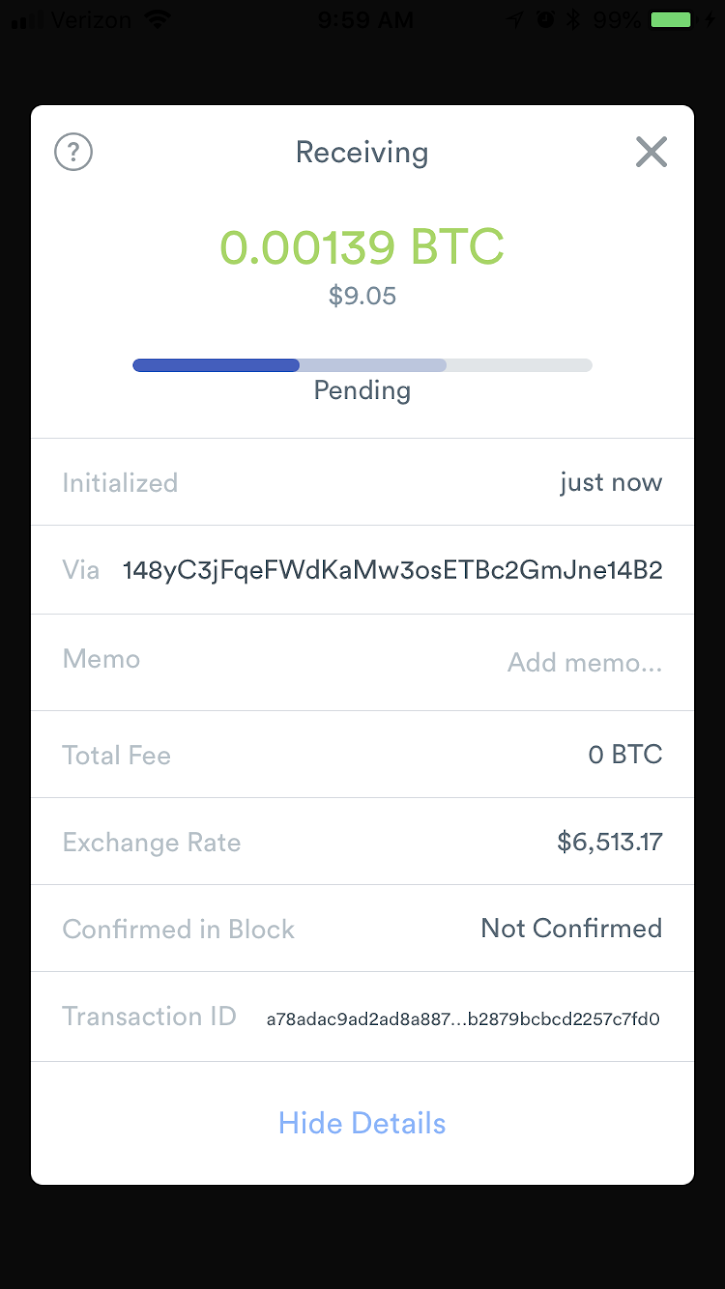 Verizon 9:59 AM 99%
? Receiving
0.00139 BTC
$9.05
Pending
Initialized just now
Via 148yC3jFqeFWdKaMw3osETBc2GmJne14B2
Memo Add memo...
Total Fee 0 BTC
Exchange Rate $6,513.17
Confirmed in Block Not Confirmed
Transaction ID a78adac9ad2ad8a887...b2879bcbcd2257c7fd0
Hide Details